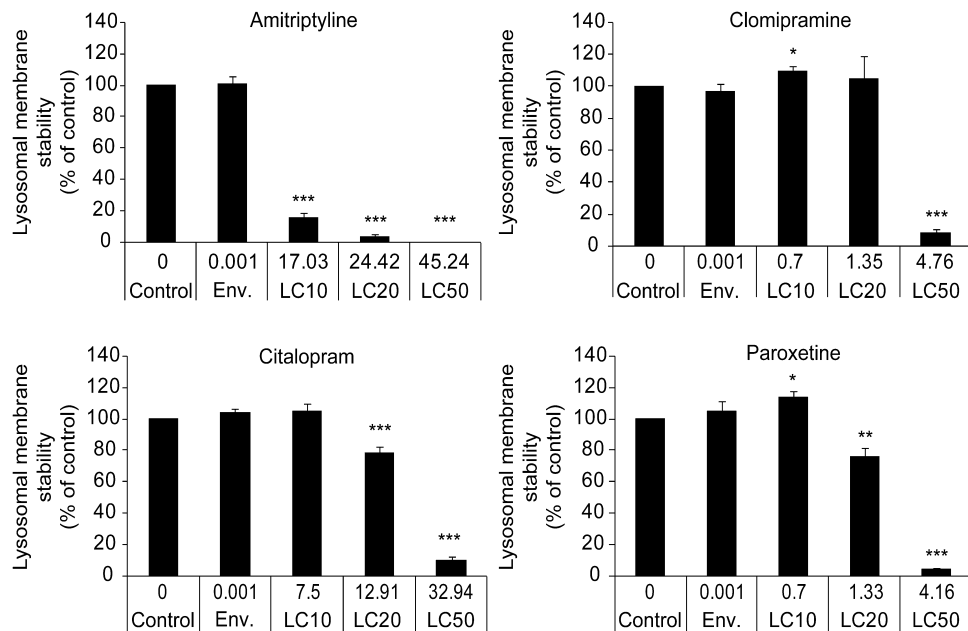 Amitriptyline
Lysosomal membrane
stability
(% of control)
140
120
100
80
60
40
20
0
***
***
***
0 0.001 17.03 24.42 45.24
Control Env. LC10 LC20 LC50
Clomipramine
Lysosomal membrane
stability
(% of control)
140
120
100
80
60
40
20
0
*
***
0 0.001 0.7 1.35 4.76
Control Env. LC10 LC20 LC50
Citalopram
Lysosomal membrane
stability
(% of control)
140
120
100
80
60
40
20
0
***
***
0 0.001 7.5 12.91 32.94
Control Env. LC10 LC20 LC50
Paroxetine
Lysosomal membrane
stability
(% of control)
140
120
100
80
60
40
20
0
*
**
***
0 0.001 0.7 1.33 4.16
Control Env. LC10 LC20 LC50